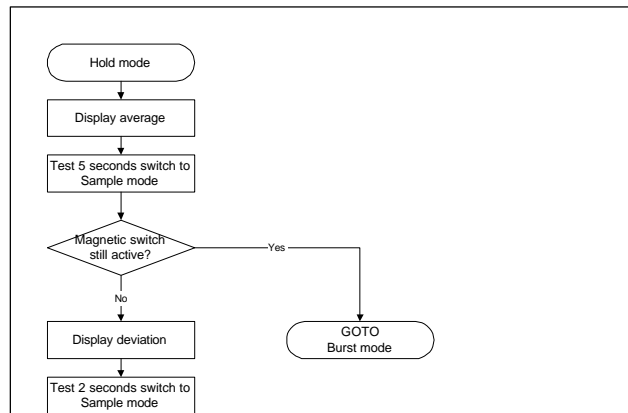 Hold mode
Display average
Test 5 seconds switch to
Sample mode
Magnetic switch
still active?
Yes
No
Display deviation
GOTO
Burst mode
Test 2 seconds switch to
Sample mode